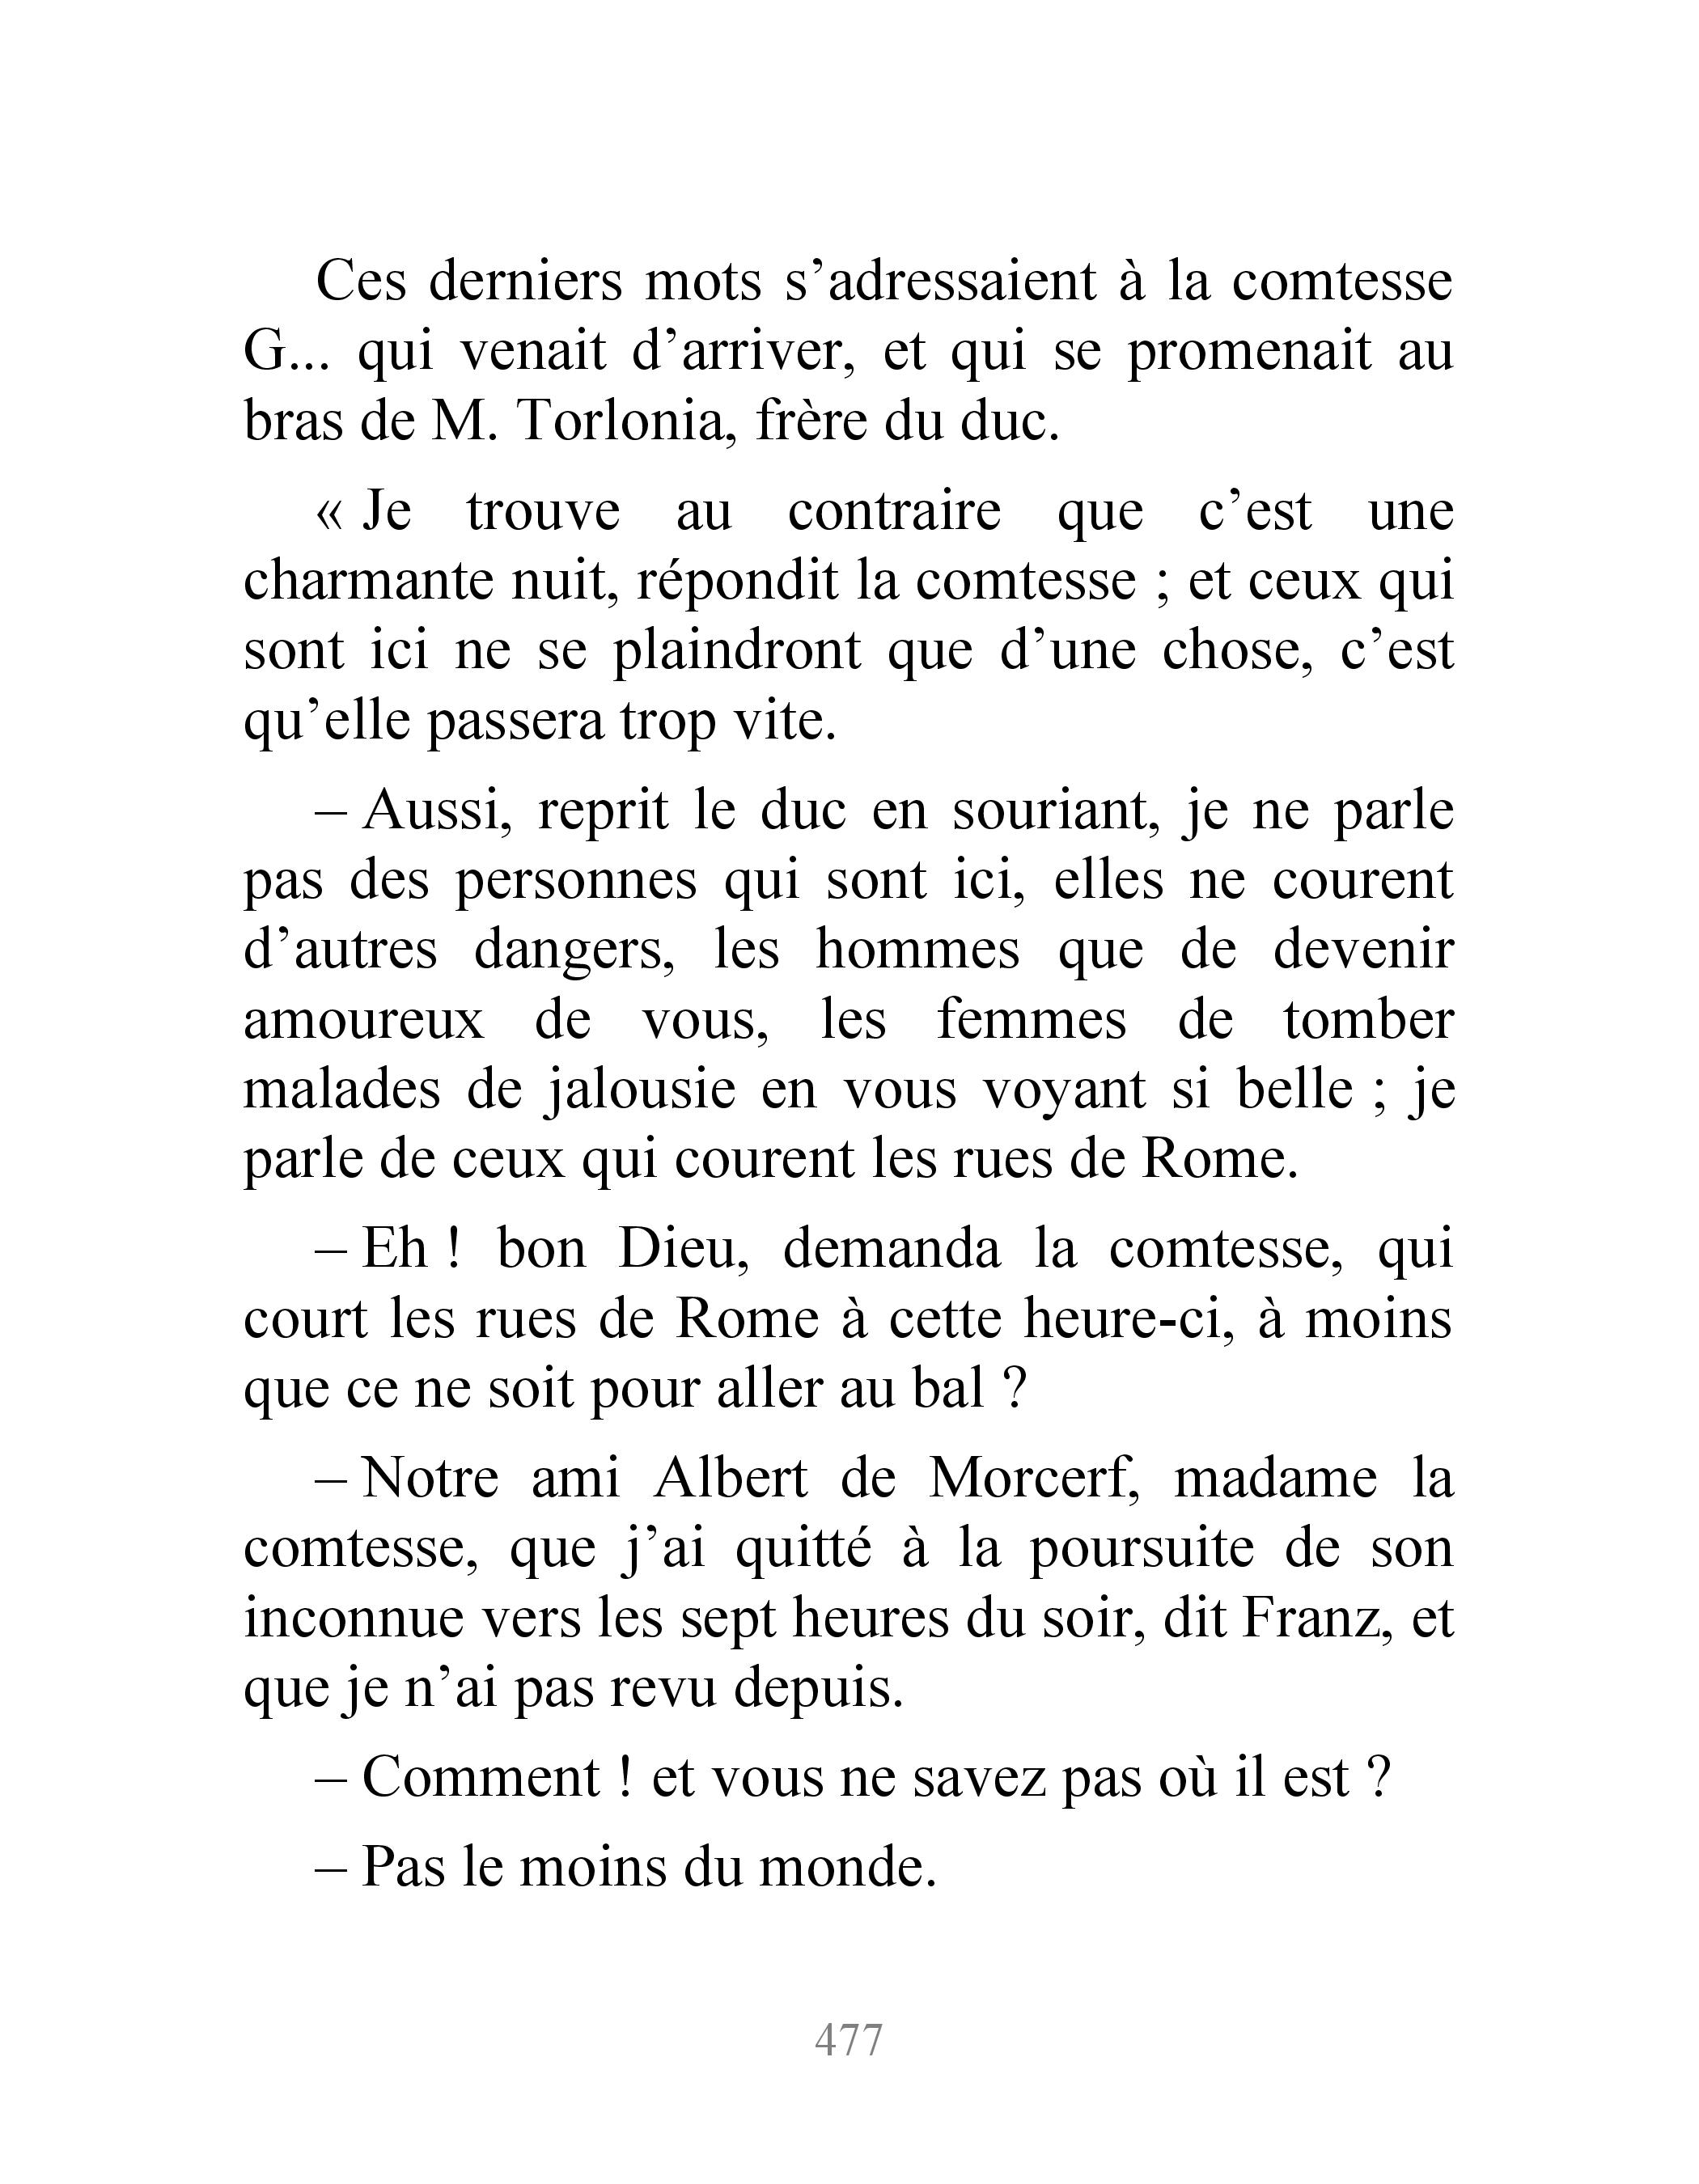 Ces derniers mots s’adressaient à la comtesse
G... qui venait d’arriver, et qui se promenait au
bras de M. Torlonia, frère du duc.
« Je trouve au contraire que c’est une
charmante nuit, répondit la comtesse ; et ceux qui
sont ici ne se plaindront que d’une chose, c’est
qu’elle passera trop vite.
– Aussi, reprit le duc en souriant, je ne parle
pas des personnes qui sont ici, elles ne courent
d’autres dangers, les hommes que de devenir
amoureux de vous, les femmes de tomber
malades de jalousie en vous voyant si belle ; je
parle de ceux qui courent les rues de Rome.
– Eh ! bon Dieu, demanda la comtesse, qui
court les rues de Rome à cette heure-ci, à moins
que ce ne soit pour aller au bal ?
– Notre ami Albert de Morcerf, madame la
comtesse, que j’ai quitté à la poursuite de son
inconnue vers les sept heures du soir, dit Franz, et
que je n’ai pas revu depuis.
– Comment ! et vous ne savez pas où il est ?
– Pas le moins du monde.
477